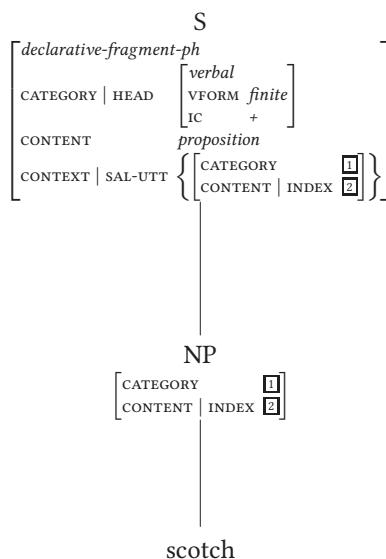 S
declarative-fragment-ph
CATEGORY | HEAD [verbal
VFORM finite
IC +]
CONTENT proposition
CONTEXT | SAL-UTT {[CATEGORY 1
CONTENT | INDEX 2]}
NP
[CATEGORY 1
CONTENT | INDEX 2]
scotch